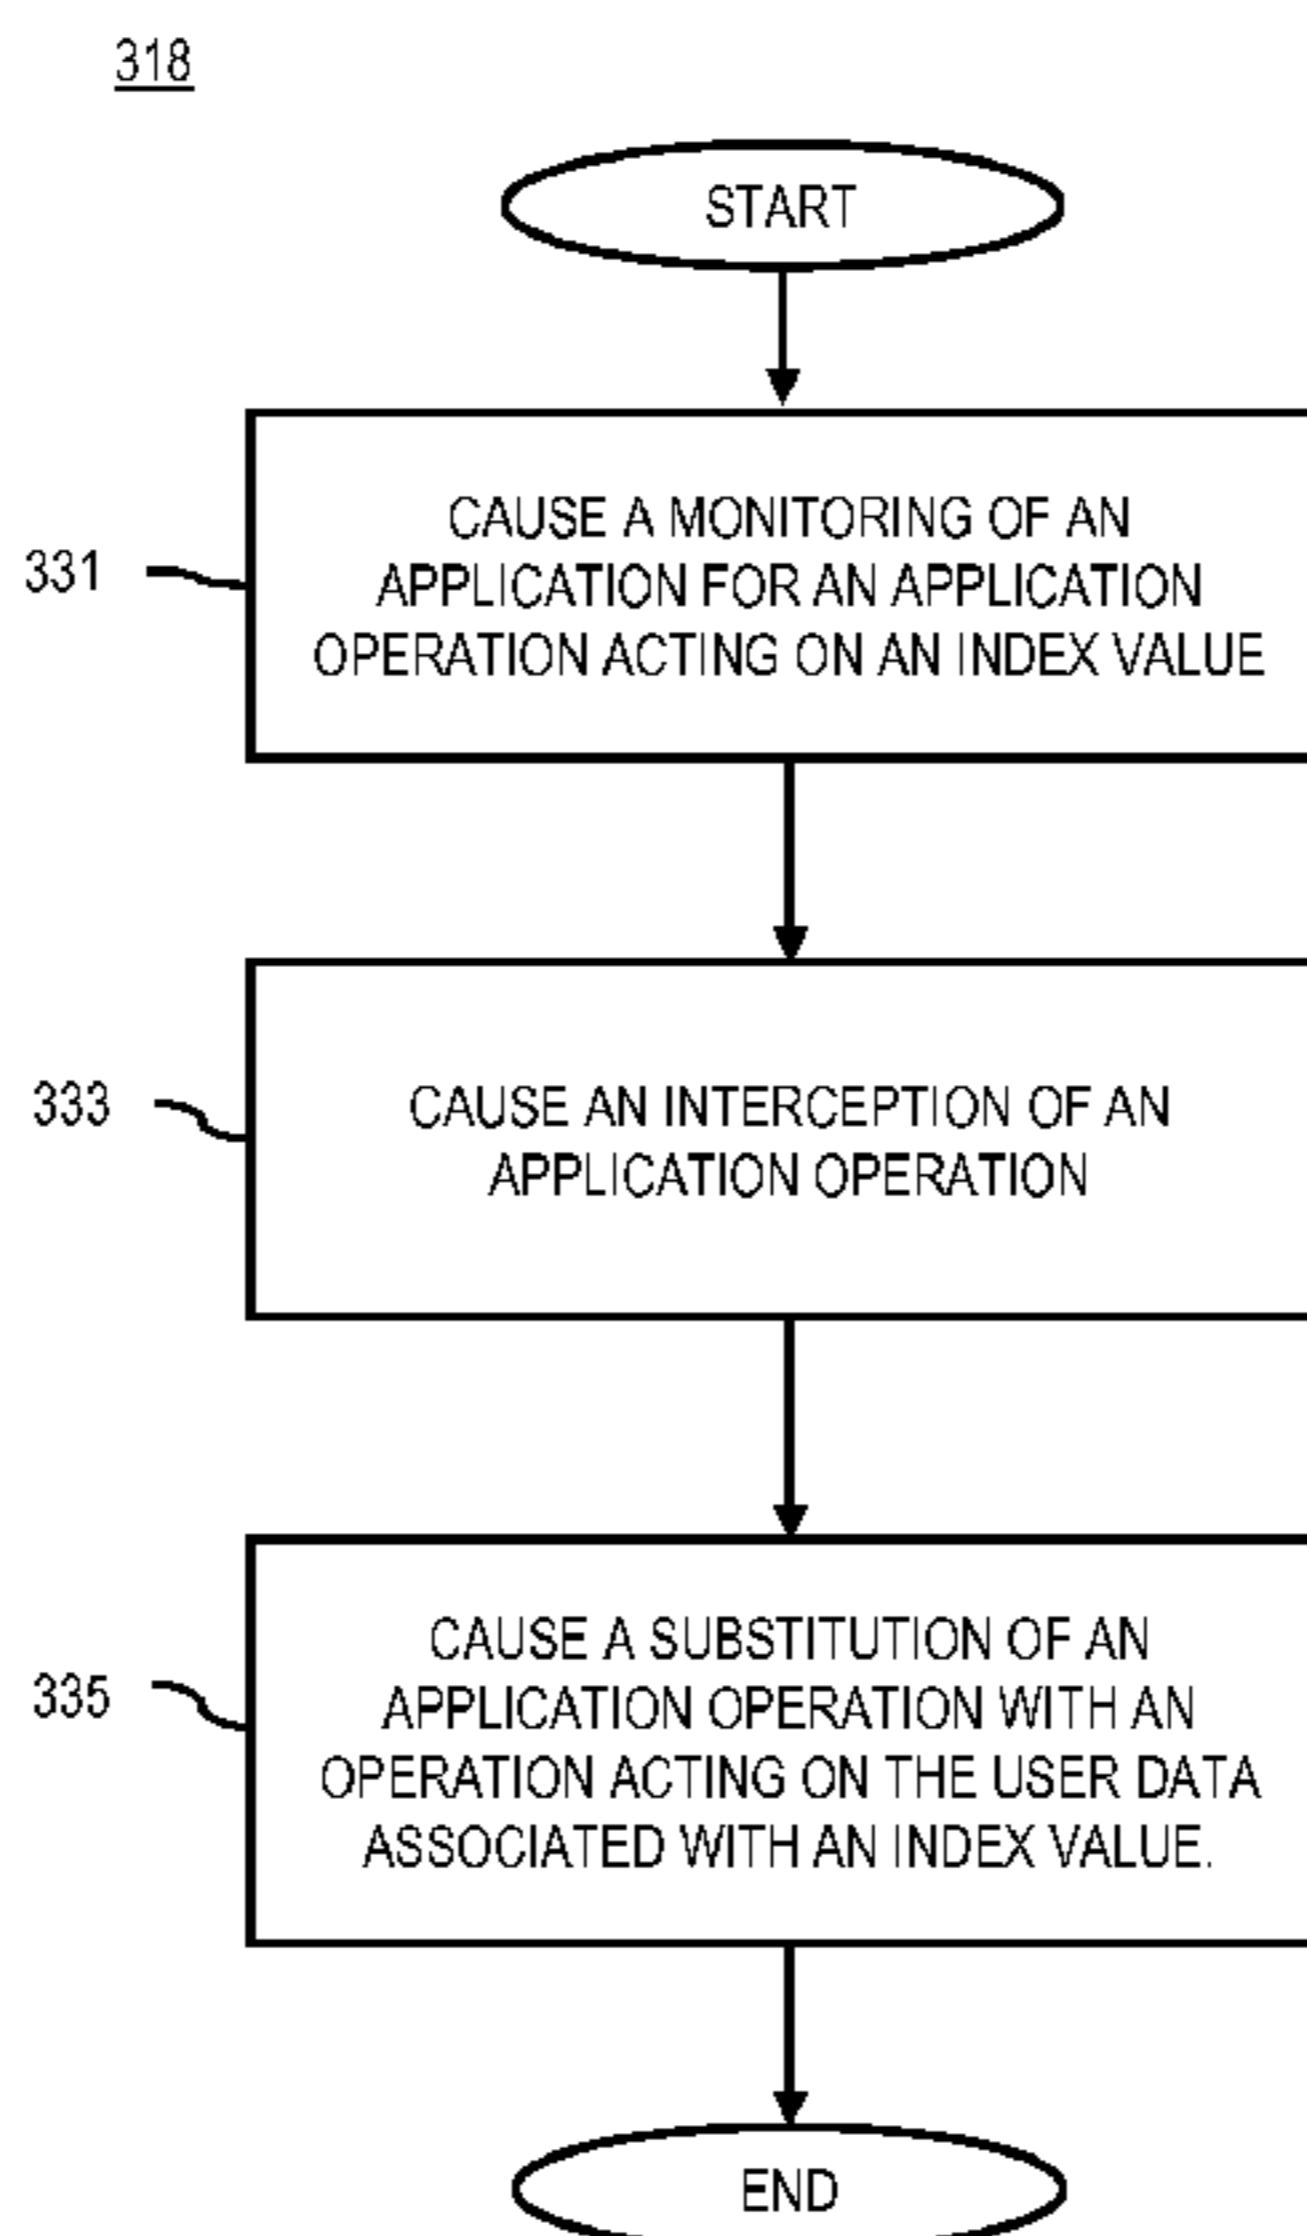 318
START
331
CAUSE A MONITORING OF AN
APPLICATION FOR AN APPLICATION
OPERATION ACTING ON AN INDEX VALUE
333
CAUSE AN INTERCEPTION OF AN
APPLICATION OPERATION
335
CAUSE A SUBSTITUTION OF AN
APPLICATION OPERATION WITH AN
OPERATION ACTING ON THE USER DATA
ASSOCIATED WITH AN INDEX VALUE.
END